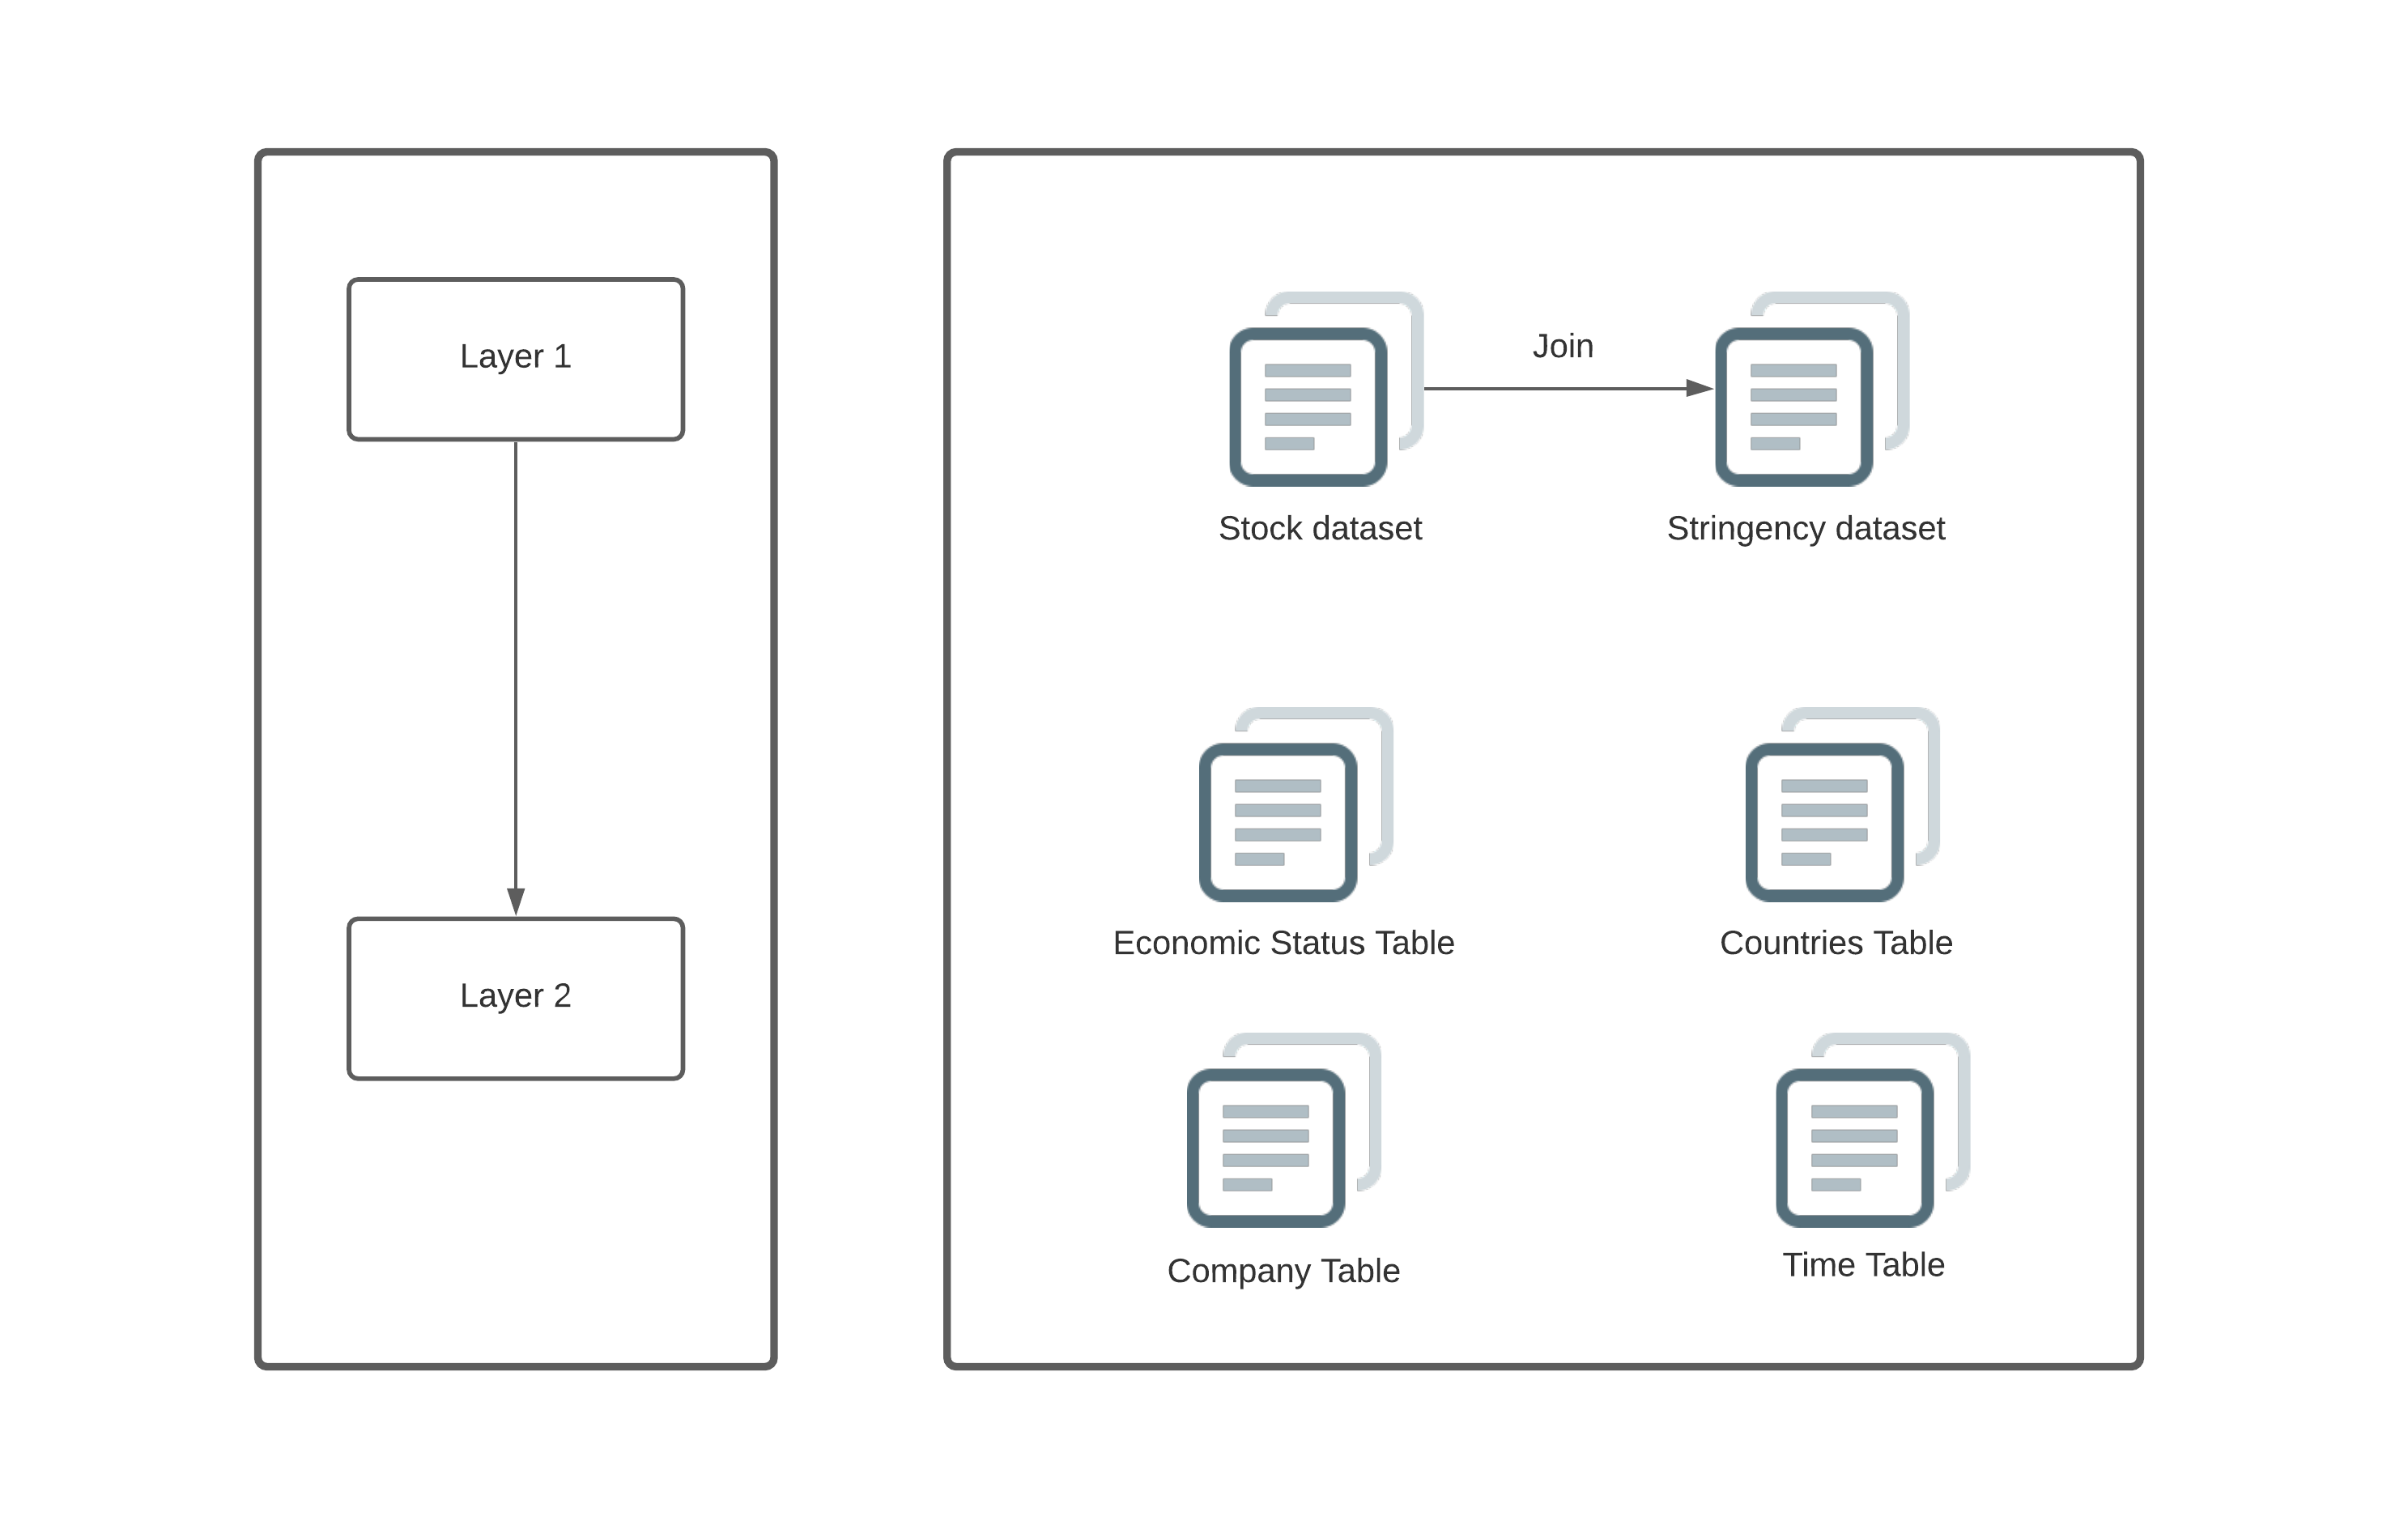 Layer 1
Layer 2
Join
Stock dataset
Stringency dataset
Economic Status Table
Countries Table
Company Table
Time Table